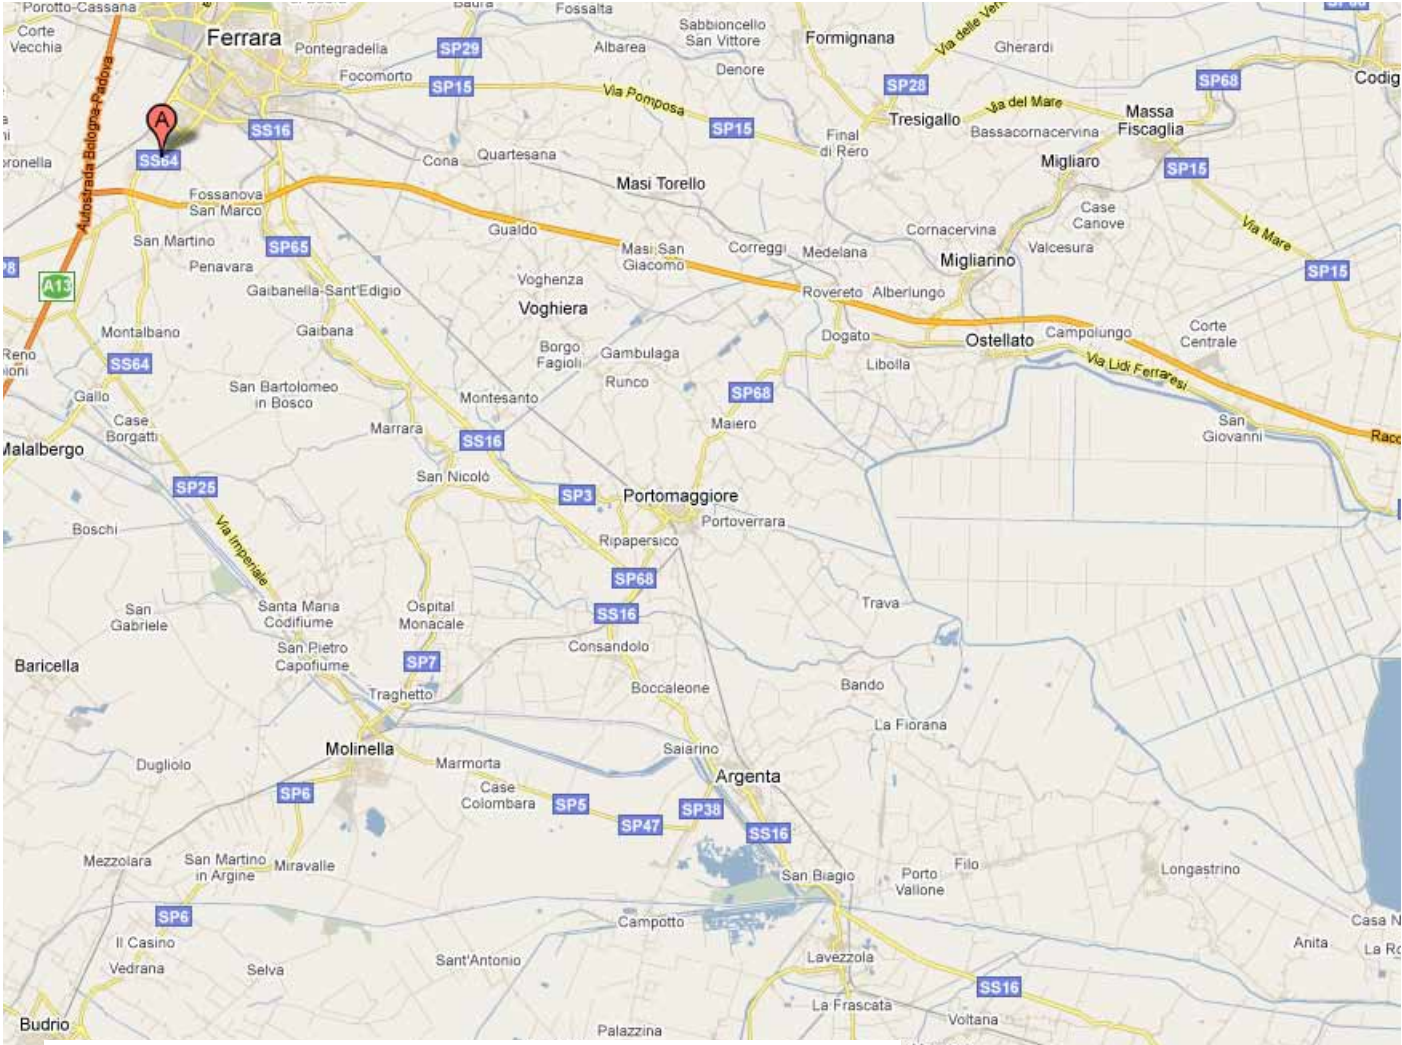 Porotto-Cassana
Baura
Fossalta
Corte
Vecchia
Ferrara
Pontegradella
SP29
Albarea
Sabbioncello
San Vittore
Formignana
Via delle
Gherardi
Focomorto
SP15
Denore
SP28
SP68
Codig
Via Pomposa
Via del Mare
Massa
Fiscaglia
A
SS16
SP15
Tresigallo
Bassacornacervina
Final
di Rero
SS64
Cona
Quartesana
Migliaro
SP15
Autostrada Bologna-Padova
Masi Torello
Fossanova
San Marco
Case
Canove
San Martino
SP65
Gualdo
Masi San
Giacomo
Correggi
Medelana
Cornacervina
Valcesura
Via Mare
Penavara
Migliarino
SP15
A13
Gaibanella-Sant'Edigio
Voghenza
Rovereto
Alberlungo
Voghiera
Montalbano
Gaibana
Dogato
Ostellato
Campolungo
Corte
Centrale
Borgo
Fagioli
Gambulaga
Libolla
SS64
Via Lidi Ferraresi
San Bartolomeo
in Bosco
Runco
SP68
Gallo
Montesanto
Case
Borgatti
Marrara
SS16
Maiero
San
Giovanni
Racc
Malalbergo
San Nicolò
SP25
SP3
Portomaggiore
Portoverrara
Boschi
Via Imperiale
Ripapersico
SP68
San
Gabriele
Santa Maria
Codifiume
Ospital
Monacale
SS16
Trava
San Pietro
Capofiume
Consandolo
Baricella
SP7
Traghetto
Boccaleone
Bando
La Fiorana
Molinella
Saiarino
Dugliolo
Marmorta
Argenta
SP6
Case
Colombara
SP5
SP38
SP47
SS16
Mezzolara
San Martino
in Argine
Miravalle
San Biagio
Porto
Vallone
Filo
Longastrino
SP6
Campotto
Casa N
Il Casino
Anita
La Ro
Vedrana
Selva
Sant'Antonio
Lavezzola
SS16
La Frascata
Budrio
Palazzina
Voltana